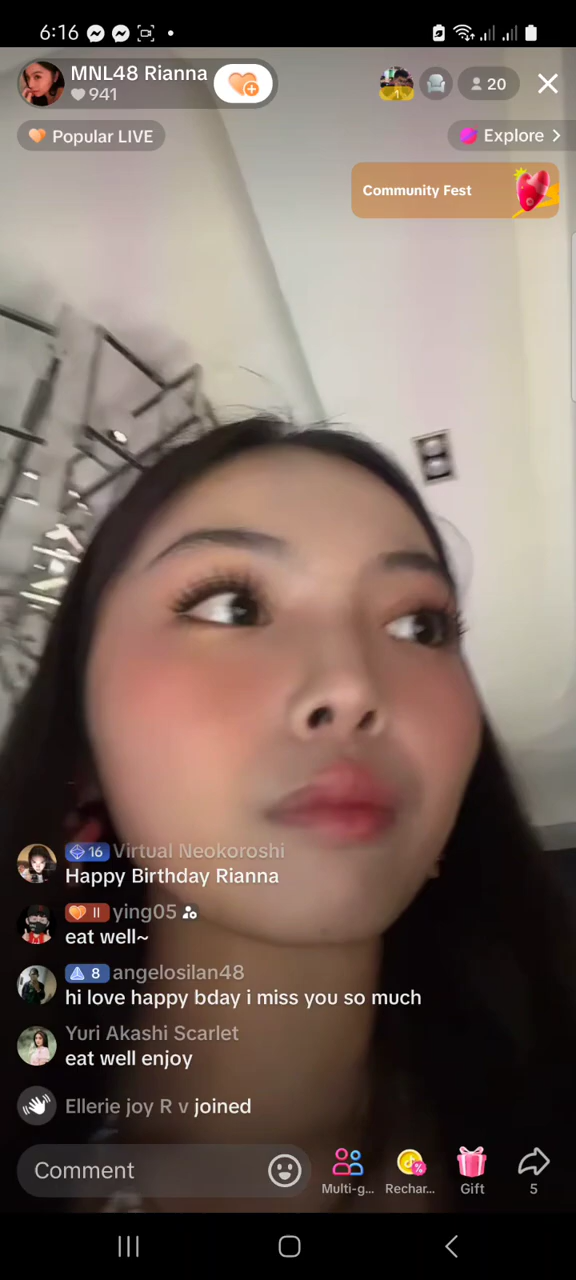 6:16
MNL48 Rianna
941
1
20
Popular LIVE
Explore
Community Fest
16 Virtual Neokoroshi
Happy Birthday Rianna
II ying05
eat well~
8 angelosilan48
hi love happy bday i miss you so much
Yuri Akashi Scarlet
eat well enjoy
Ellerie joy R v joined
Comment
Multi-g...
Rechar...
Gift
5